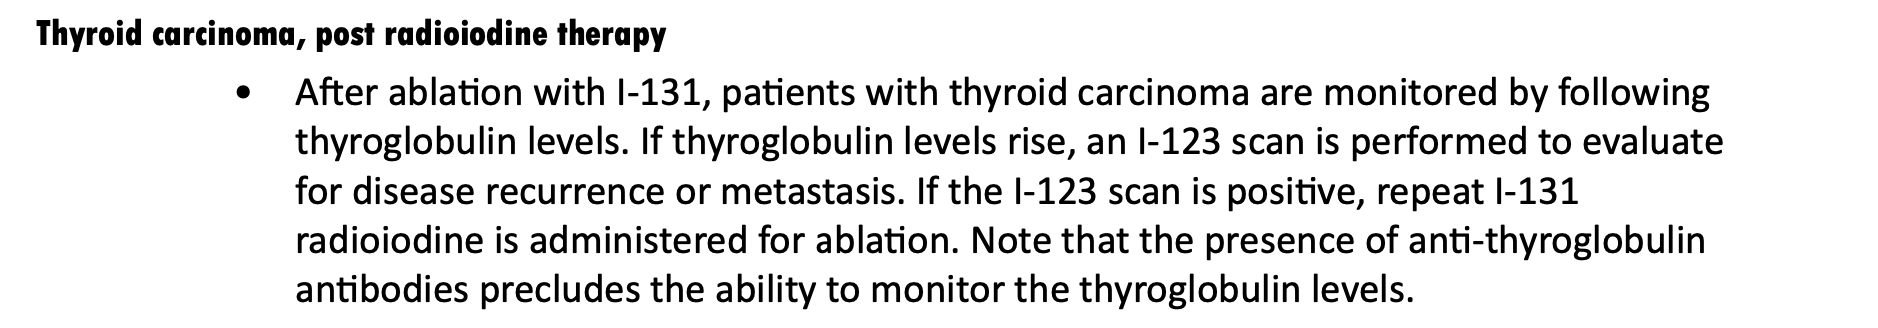 Thyroid carcinoma, post radioiodine therapy
• After ablation with I-131, patients with thyroid carcinoma are monitored by following
thyroglobulin levels. If thyroglobulin levels rise, an I-123 scan is performed to evaluate
for disease recurrence or metastasis. If the I-123 scan is positive, repeat I-131
radioiodine is administered for ablation. Note that the presence of anti-thyroglobulin
antibodies precludes the ability to monitor the thyroglobulin levels.